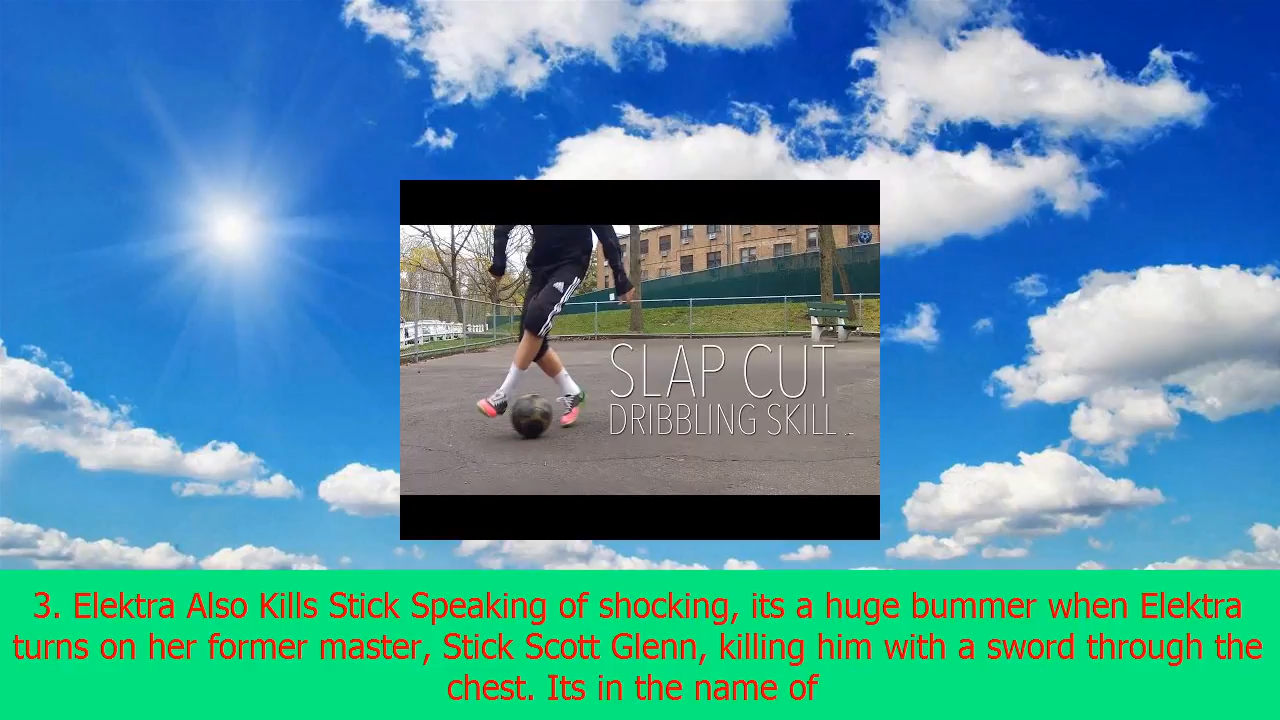 SLAP CUT
DRIBBLING SKILL
3. Elektra Also Kills Stick Speaking of shocking, its a huge bummer when Elektra
turns on her former master, Stick Scott Glenn, killing him with a sword through the
chest. Its in the name of